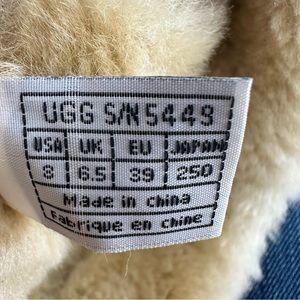 UGG S/N 5449
USA UK EU JAPAN
8 6.5 39 250
Made in china
Fabrique en chine